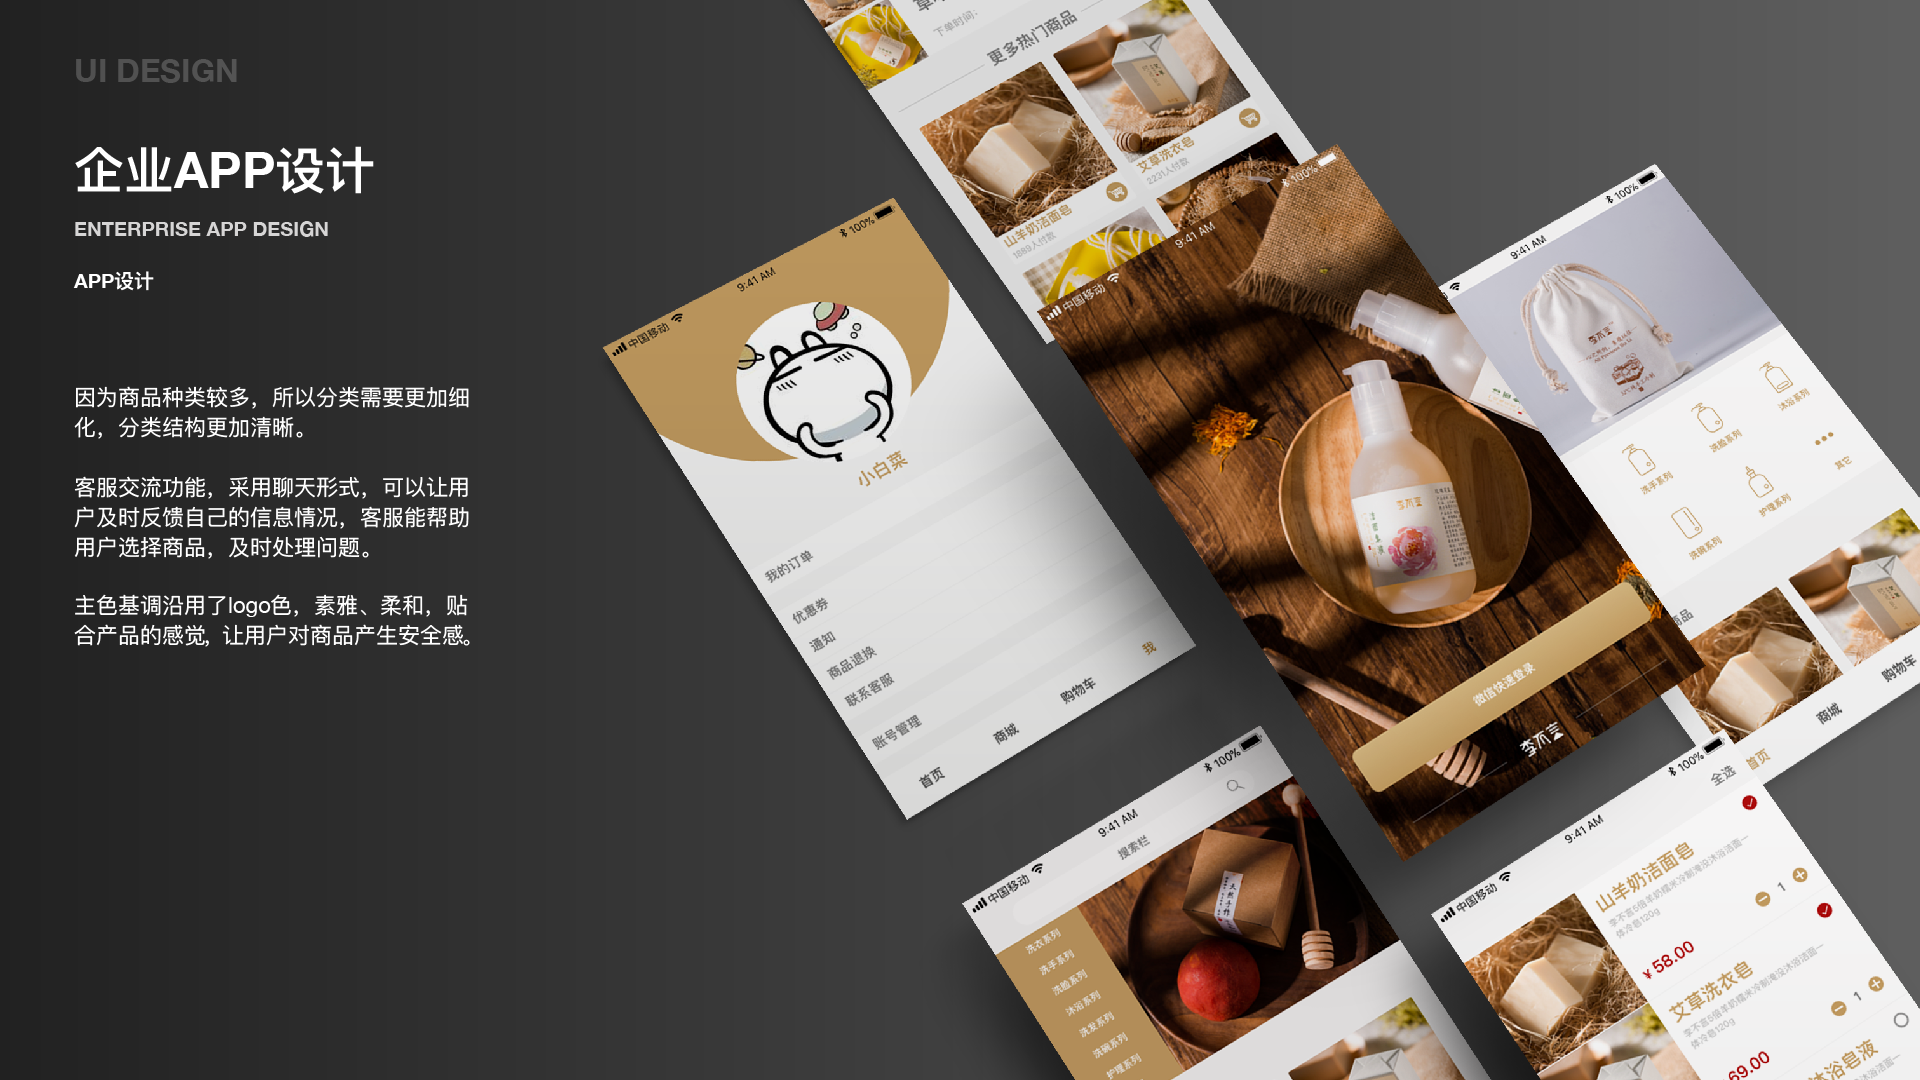 UI DESIGN
企业APP设计
ENTERPRISE APP DESIGN
APP设计
因为商品种类较多，所以分类需要更加细
化，分类结构更加清晰。
客服交流功能，采用聊天形式，可以让用
户及时反馈自己的信息情况，客服能帮助
用户选择商品，及时处理问题。
主色基调沿用了logo色，素雅、柔和，贴
合产品的感觉，让用户对商品产生安全感。
下单时间：
更多热门商品
山羊奶洁面皂
1889人付款
艾草洗衣皂
2231人付款
中国移动
9:41 AM
100%
小白菜
我的订单
优惠券
通知
商品退换
联系客服
账号管理
首页
商城
购物车
我
中国移动
9:41 AM
100%
李不言
微信快速登录
李不言
9:41 AM
100%
李不言
洗手系列
洗脸系列
沐浴系列
洗碗系列
护理系列
其它
商品
首页
商城
购物车
中国移动
9:41 AM
100%
搜索栏
洗衣系列
洗手系列
洗脸系列
沐浴系列
洗发系列
洗碗系列
护理系列
天然手作
中国移动
9:41 AM
100%
全选
山羊奶洁面皂
体冷皂120g
¥58.00
1
艾草洗衣皂
体冷皂120g
69.00
1
沐浴皂液